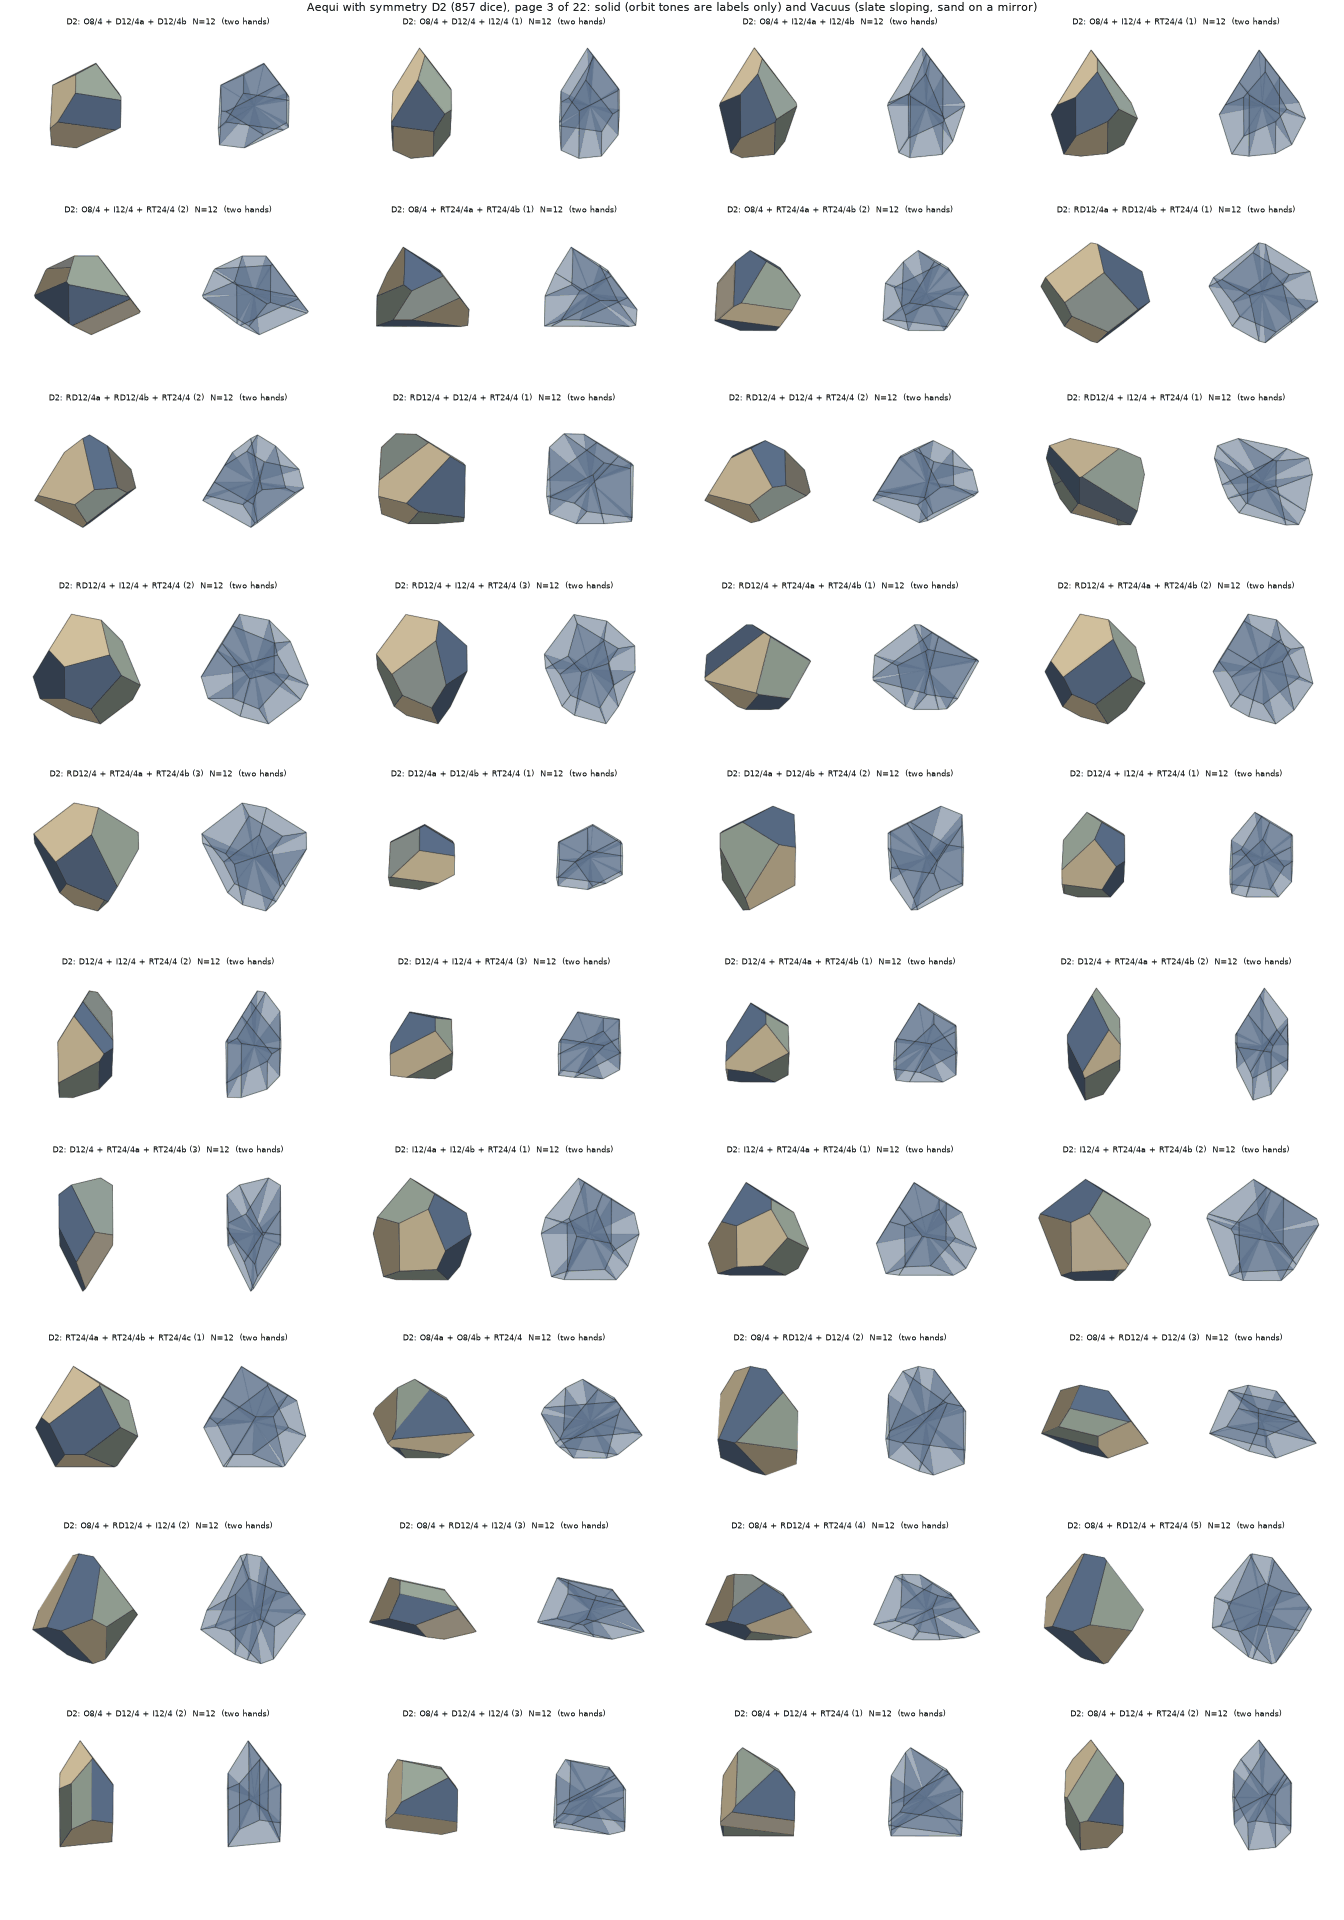 Aequi with symmetry D2 (857 dice), page 3 of 22: solid (orbit tones are labels only) and Vacuus (slate sloping, sand on a mirror)
D2: O8/4 + D12/4a + D12/4b N=12 (two hands)
D2: O8/4 + D12/4 + I12/4 (1) N=12 (two hands)
D2: O8/4 + I12/4a + I12/4b N=12 (two hands)
D2: O8/4 + I12/4 + RT24/4 (1) N=12 (two hands)
D2: O8/4 + I12/4 + RT24/4 (2) N=12 (two hands)
D2: O8/4 + RT24/4a + RT24/4b (1) N=12 (two hands)
D2: O8/4 + RT24/4a + RT24/4b (2) N=12 (two hands)
D2: RD12/4a + RD12/4b + RT24/4 (1) N=12 (two hands)
D2: RD12/4a + RD12/4b + RT24/4 (2) N=12 (two hands)
D2: RD12/4 + D12/4 + RT24/4 (1) N=12 (two hands)
D2: RD12/4 + D12/4 + RT24/4 (2) N=12 (two hands)
D2: RD12/4 + I12/4 + RT24/4 (1) N=12 (two hands)
D2: RD12/4 + I12/4 + RT24/4 (2) N=12 (two hands)
D2: RD12/4 + I12/4 + RT24/4 (3) N=12 (two hands)
D2: RD12/4 + RT24/4a + RT24/4b (1) N=12 (two hands)
D2: RD12/4 + RT24/4a + RT24/4b (2) N=12 (two hands)
D2: RD12/4 + RT24/4a + RT24/4b (3) N=12 (two hands)
D2: D12/4a + D12/4b + RT24/4 (1) N=12 (two hands)
D2: D12/4a + D12/4b + RT24/4 (2) N=12 (two hands)
D2: D12/4 + I12/4 + RT24/4 (1) N=12 (two hands)
D2: D12/4 + I12/4 + RT24/4 (2) N=12 (two hands)
D2: D12/4 + I12/4 + RT24/4 (3) N=12 (two hands)
D2: D12/4 + RT24/4a + RT24/4b (1) N=12 (two hands)
D2: D12/4 + RT24/4a + RT24/4b (2) N=12 (two hands)
D2: D12/4 + RT24/4a + RT24/4b (3) N=12 (two hands)
D2: I12/4a + I12/4b + RT24/4 (1) N=12 (two hands)
D2: I12/4 + RT24/4a + RT24/4b (1) N=12 (two hands)
D2: I12/4 + RT24/4a + RT24/4b (2) N=12 (two hands)
D2: RT24/4a + RT24/4b + RT24/4c (1) N=12 (two hands)
D2: O8/4a + O8/4b + RT24/4 N=12 (two hands)
D2: O8/4 + RD12/4 + D12/4 (2) N=12 (two hands)
D2: O8/4 + RD12/4 + D12/4 (3) N=12 (two hands)
D2: O8/4 + RD12/4 + I12/4 (2) N=12 (two hands)
D2: O8/4 + RD12/4 + I12/4 (3) N=12 (two hands)
D2: O8/4 + RD12/4 + RT24/4 (4) N=12 (two hands)
D2: O8/4 + RD12/4 + RT24/4 (5) N=12 (two hands)
D2: O8/4 + D12/4 + I12/4 (2) N=12 (two hands)
D2: O8/4 + D12/4 + I12/4 (3) N=12 (two hands)
D2: O8/4 + D12/4 + RT24/4 (1) N=12 (two hands)
D2: O8/4 + D12/4 + RT24/4 (2) N=12 (two hands)